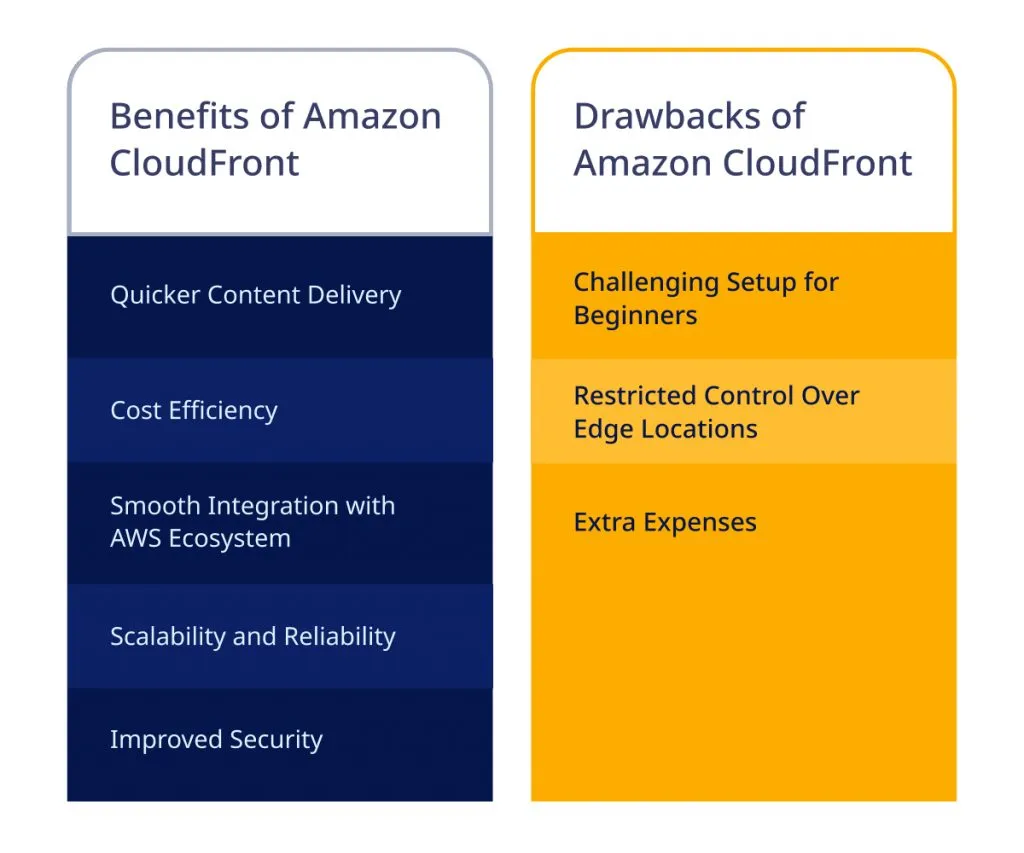 Benefits of Amazon
CloudFront
Quicker Content Delivery
Cost Efficiency
Smooth Integration with
AWS Ecosystem
Scalability and Reliability
Improved Security
Drawbacks of
Amazon CloudFront
Challenging Setup for
Beginners
Restricted Control Over
Edge Locations
Extra Expenses